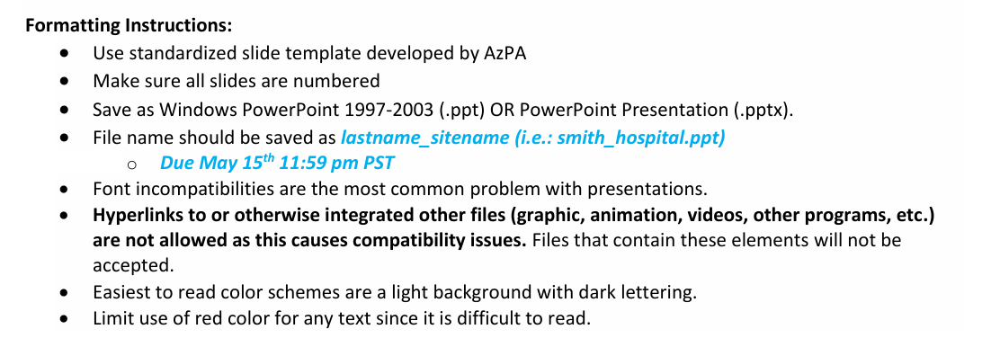 Formatting Instructions:
• Use standardized slide template developed by AzPA
• Make sure all slides are numbered
• Save as Windows PowerPoint 1997-2003 (.ppt) OR PowerPoint Presentation (.pptx).
• File name should be saved as lastname_sitename (i.e.: smith_hospital.ppt)
o Due May 15th 11:59 pm PST
• Font incompatibilities are the most common problem with presentations.
• Hyperlinks to or otherwise integrated other files (graphic, animation, videos, other programs, etc.)
are not allowed as this causes compatibility issues. Files that contain these elements will not be
accepted.
• Easiest to read color schemes are a light background with dark lettering.
• Limit use of red color for any text since it is difficult to read.